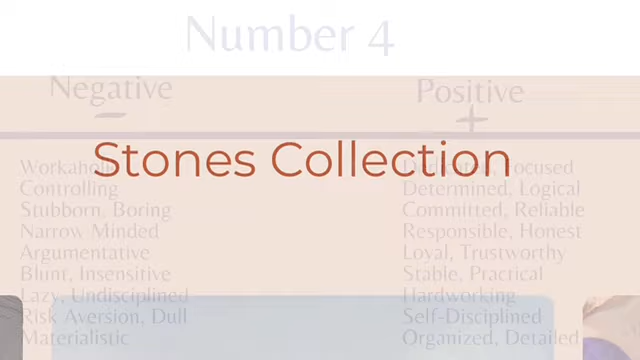 Number 4
Negative Positive
- +
Stones Collection
Workaholic
Controlling Determined, Logical
Stubborn, Boring Committed, Reliable
Narrow Minded Responsible, Honest
Argumentative Loyal, Trustworthy
Blunt, Insensitive Stable, Practical
Lazy, Undisciplined Hardworking
Risk Aversion, Dull Self-Disciplined
Materialistic Organized, Detailed